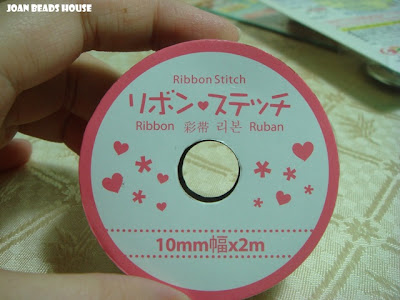 JOAN BEADS HOUSE
Ribbon Stitch
リボン♥ステッチ
Ribbon 彩帯 리본 Ruban
10mm幅x2m